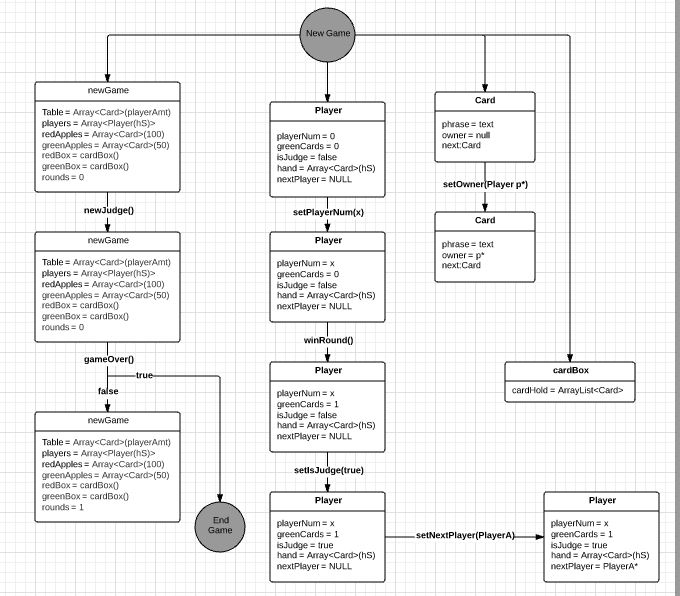 New Game
newGame
Table = Array<Card>(playerAmt)
players = Array<Player(hS)>
redApples = Array<Card>(100)
greenApples = Array<Card>(50)
redBox = cardBox()
greenBox = cardBox()
rounds = 0
newJudge()
newGame
Table = Array<Card>(playerAmt)
players = Array<Player(hS)>
redApples = Array<Card>(100)
greenApples = Array<Card>(50)
redBox = cardBox()
greenBox = cardBox()
rounds = 0
gameOver()
true
false
newGame
Table = Array<Card>(playerAmt)
players = Array<Player(hS)>
redApples = Array<Card>(100)
greenApples = Array<Card>(50)
redBox = cardBox()
greenBox = cardBox()
rounds = 1
End
Game
Player
playerNum = 0
greenCards = 0
isJudge = false
hand = Array<Card>(hS)
nextPlayer = NULL
setPlayerNum(x)
Player
playerNum = x
greenCards = 0
isJudge = false
hand = Array<Card>(hS)
nextPlayer = NULL
winRound()
Player
playerNum = x
greenCards = 1
isJudge = false
hand = Array<Card>(hS)
nextPlayer = NULL
setIsJudge(true)
Player
playerNum = x
greenCards = 1
isJudge = true
hand = Array<Card>(hS)
nextPlayer = NULL
setNextPlayer(PlayerA)
Player
playerNum = x
greenCards = 1
isJudge = true
hand = Array<Card>(hS)
nextPlayer = PlayerA*
Card
phrase = text
owner = null
next:Card
setOwner(Player p*)
Card
phrase = text
owner = p*
next:Card
cardBox
cardHold = ArrayList<Card>